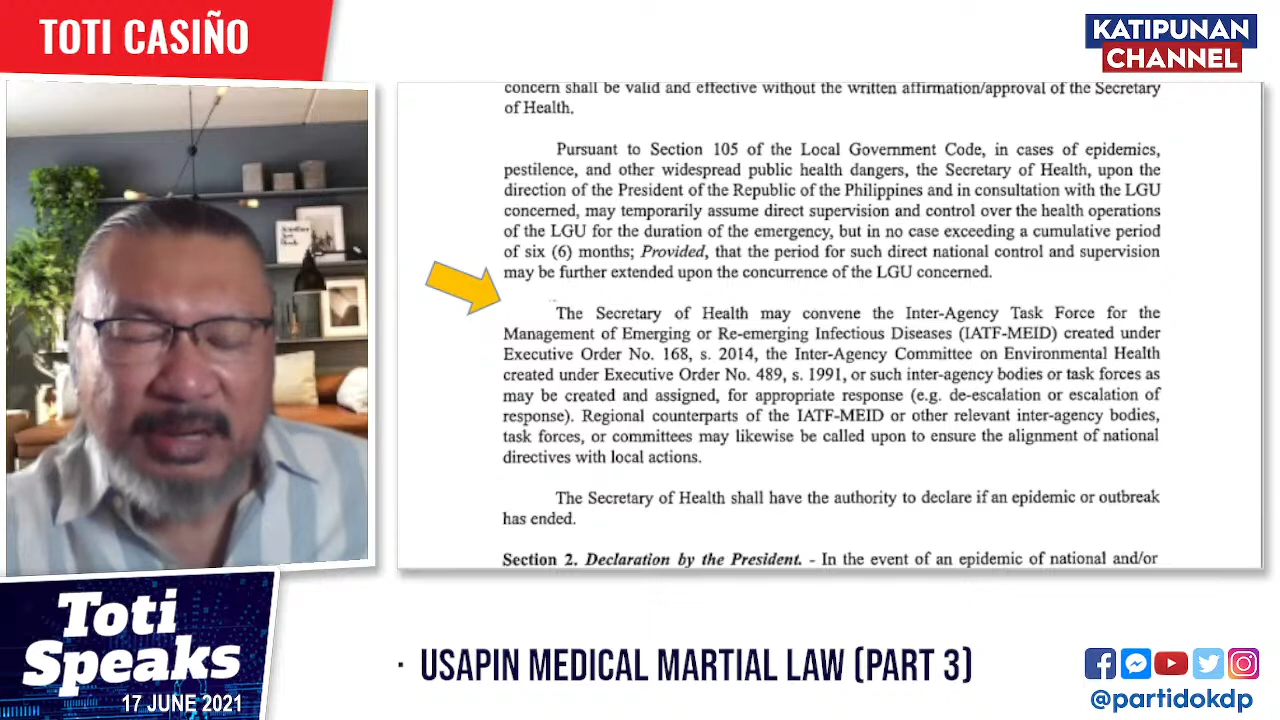 TOTI CASIÑO
KATIPUNAN
CHANNEL
concern shall be valid and effective without the written affirmation/approval of the Secretary
of Health.
Pursuant to Section 105 of the Local Government Code, in cases of epidemics,
pestilence, and other widespread public health dangers, the Secretary of Health, upon the
direction of the President of the Republic of the Philippines and in consultation with the LGU
concerned, may temporarily assume direct supervision and control over the health operations
of the LGU for the duration of the emergency, but in no case exceeding a cumulative period
of six (6) months; Provided, that the period for such direct national control and supervision
may be further extended upon the concurrence of the LGU concerned.
The Secretary of Health may convene the Inter-Agency Task Force for the
Management of Emerging or Re-emerging Infectious Diseases (IATF-MEID) created under
Executive Order No. 168, s. 2014, the Inter-Agency Committee on Environmental Health
created under Executive Order No. 489, s. 1991, or such inter-agency bodies or task forces as
may be created and assigned, for appropriate response (e.g. de-escalation or escalation of
response). Regional counterparts of the IATF-MEID or other relevant inter-agency bodies,
task forces, or committees may likewise be called upon to ensure the alignment of national
directives with local actions.
The Secretary of Health shall have the authority to declare if an epidemic or outbreak
has ended.
Section 2. Declaration by the President. - In the event of an epidemic of national and/or
Toti
Speaks
17 JUNE 2021
· USAPIN MEDICAL MARTIAL LAW (PART 3)
@partidokdp